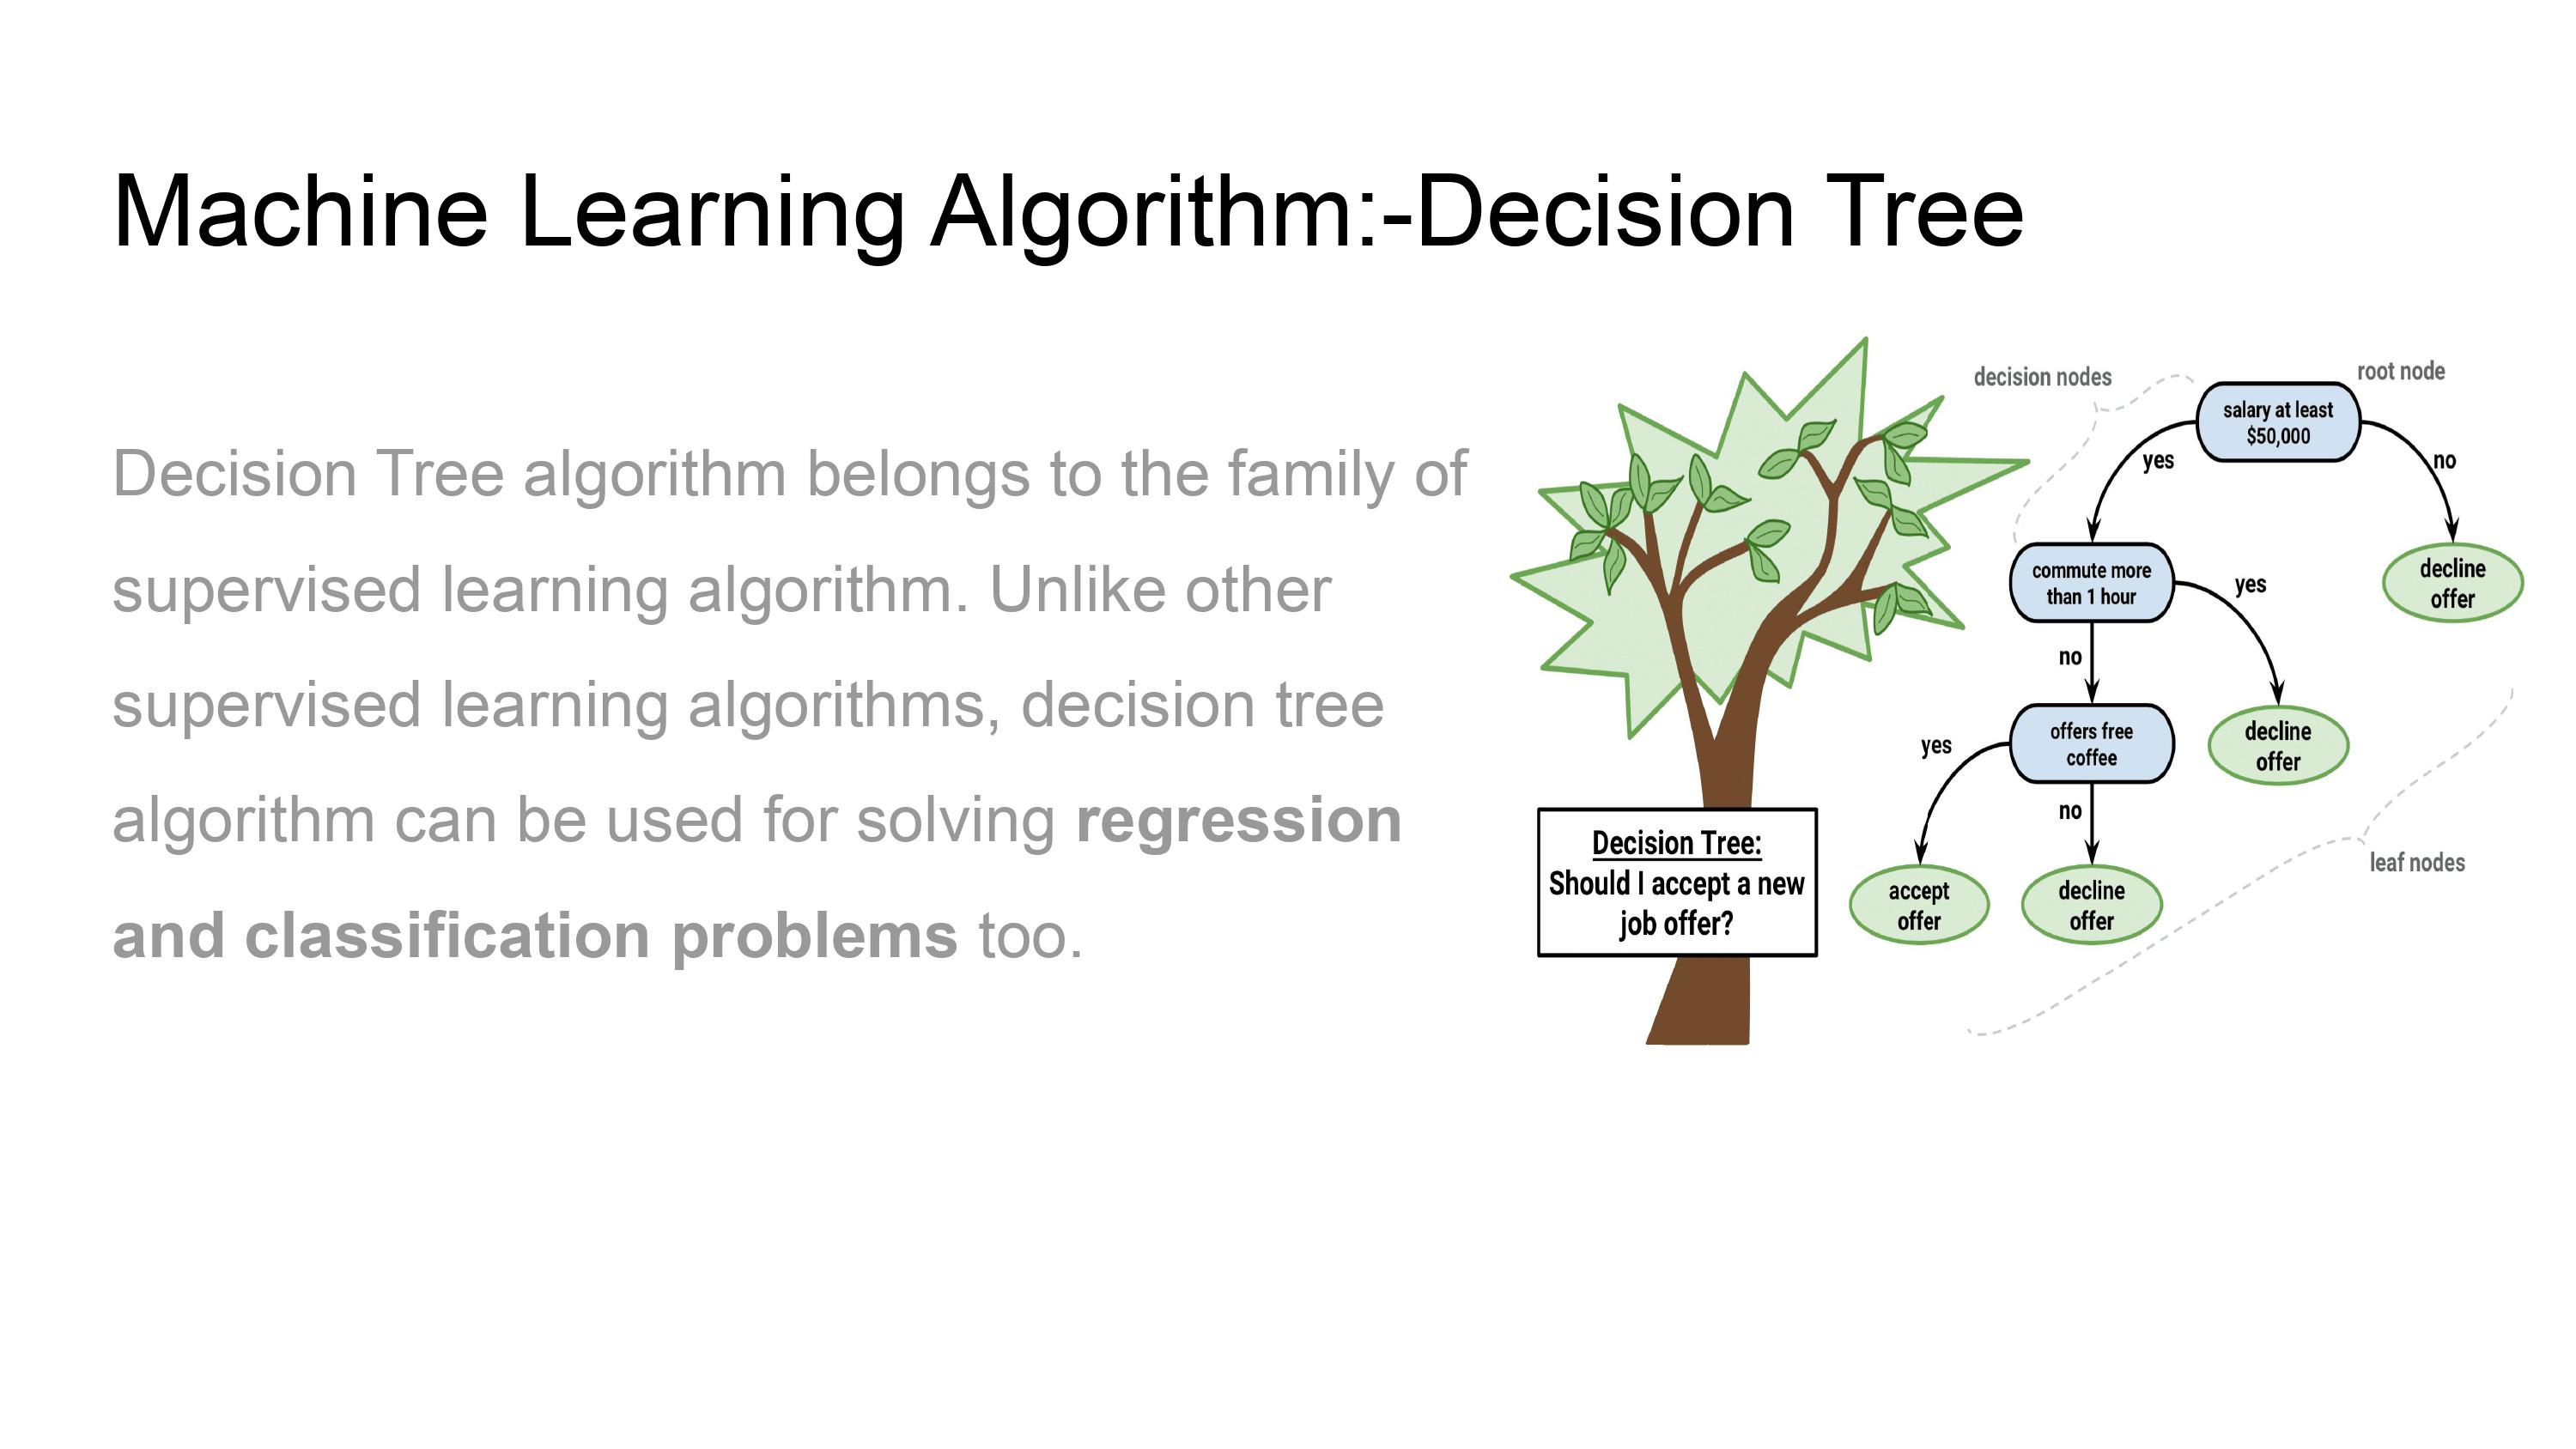 Machine Learning Algorithm:-Decision Tree
Decision Tree algorithm belongs to the family of
supervised learning algorithm. Unlike other
supervised learning algorithms, decision tree
algorithm can be used for solving regression
and classification problems too.
decision nodes
root node
salary at least
$50,000
yes
no
commute more
than 1 hour
yes
decline
offer
no
offers free
coffee
decline
offer
yes
no
leaf nodes
accept
offer
decline
offer
Decision Tree:
Should I accept a new
job offer?